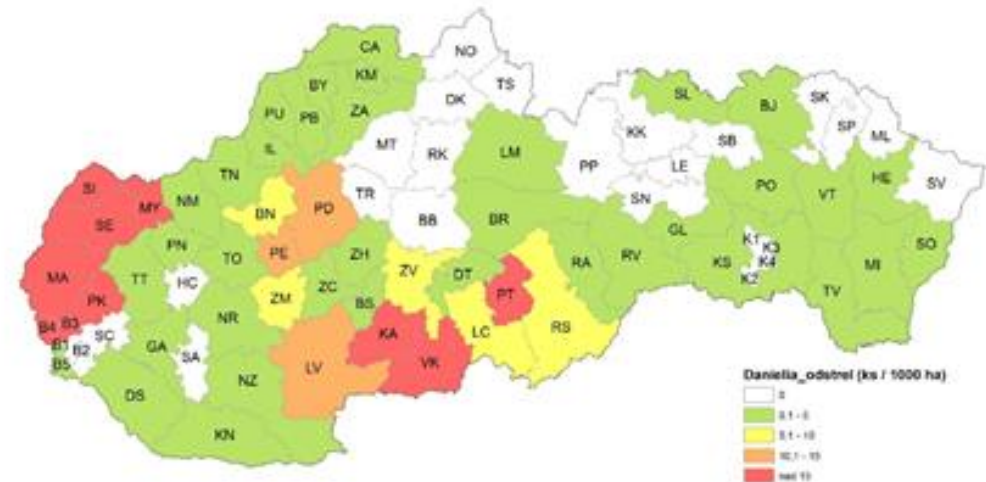 CA
NO
BY
KM
TS
DK
SL
BJ
SK
PU
PB
ZA
KK
SP
ML
IL
MT
RK
LM
PP
SB
LE
HE
SV
TN
SI
MY
NM
BN
PD
TR
SN
PO
VT
SE
BB
BR
PN
TO
PE
ZH
GL
K1
K3
K4
K2
SO
MA
TT
HC
ZV
DT
RA
RV
KS
MI
PK
ZM
ZC
BS
PT
TV
B4
B3
NR
KA
LC
RS
B1
B2
SC
GA
SA
B5
LV
VK
DS
NZ
KN
Daniella_odstrel (ks / 1000 ha)
0
0,1 - 5
5,1 - 10
10,1 - 15
nad 15